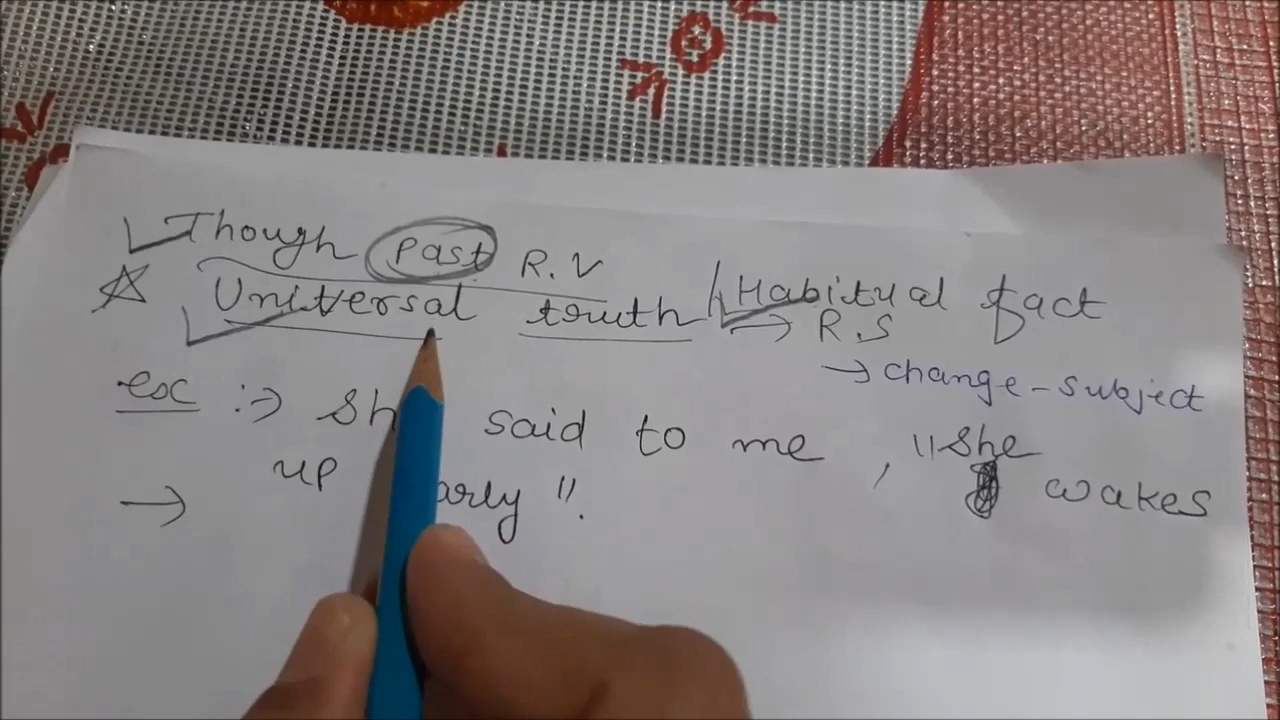 Though Past R.V
Universal truth / Habitual fact
→ R.S
→ change-subject
ex :→ Sh said to me, "She wakes
→ up arly".